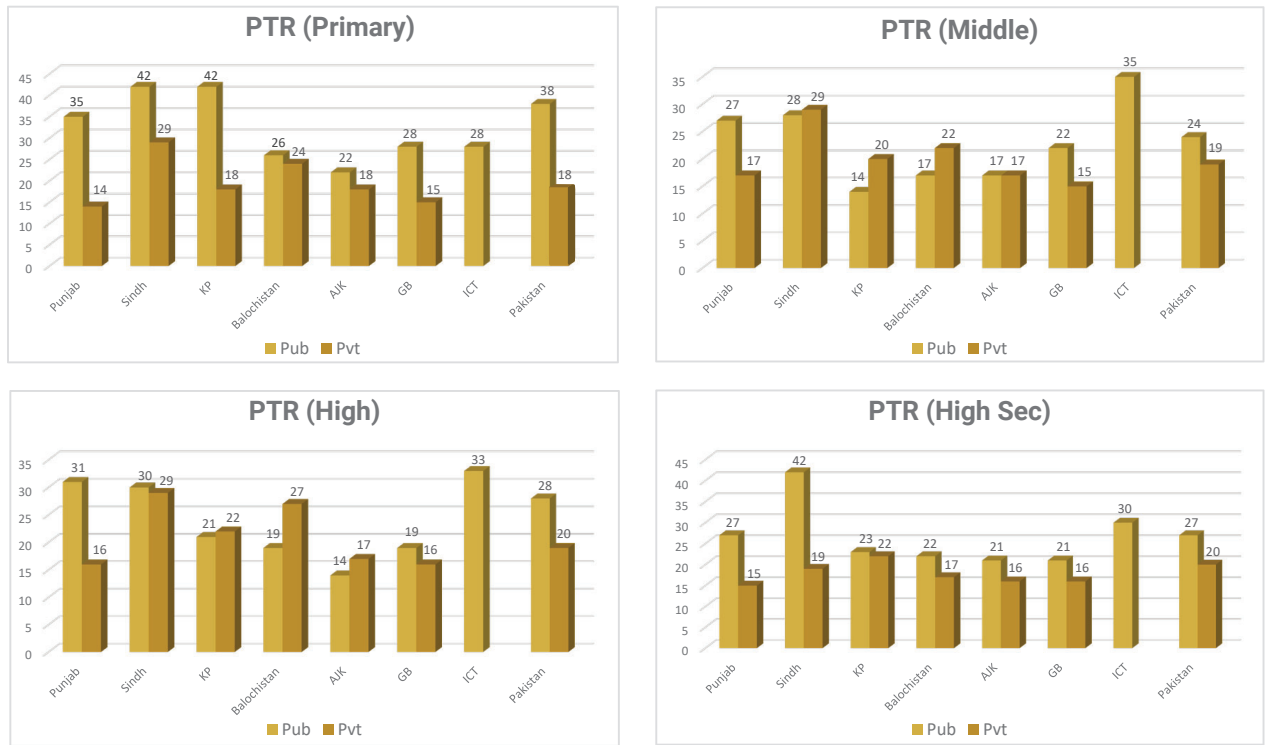 PTR (Primary)
45
40
35
30
25
20
15
10
5
0
35
14
42
29
42
18
26
24
22
18
28
15
28
38
18
Punjab
Sindh
KP
Balochistan
AJK
GB
ICT
Pakistan
Pub Pvt
PTR (Middle)
35
30
25
20
15
10
5
0
27
17
28
29
14
20
17
22
17
17
22
15
35
24
19
Punjab
Sindh
KP
Balochistan
AJK
GB
ICT
Pakistan
Pub Pvt
PTR (High)
35
30
25
20
15
10
5
0
31
16
30
29
21
22
19
27
14
17
19
16
33
28
20
Punjab
Sindh
KP
Balochistan
AJK
GB
ICT
Pakistan
Pub Pvt
PTR (High Sec)
45
40
35
30
25
20
15
10
5
0
27
15
42
19
23
22
22
17
21
16
21
16
30
27
20
Punjab
Sindh
KP
Balochistan
AJK
GB
ICT
Pakistan
Pub Pvt